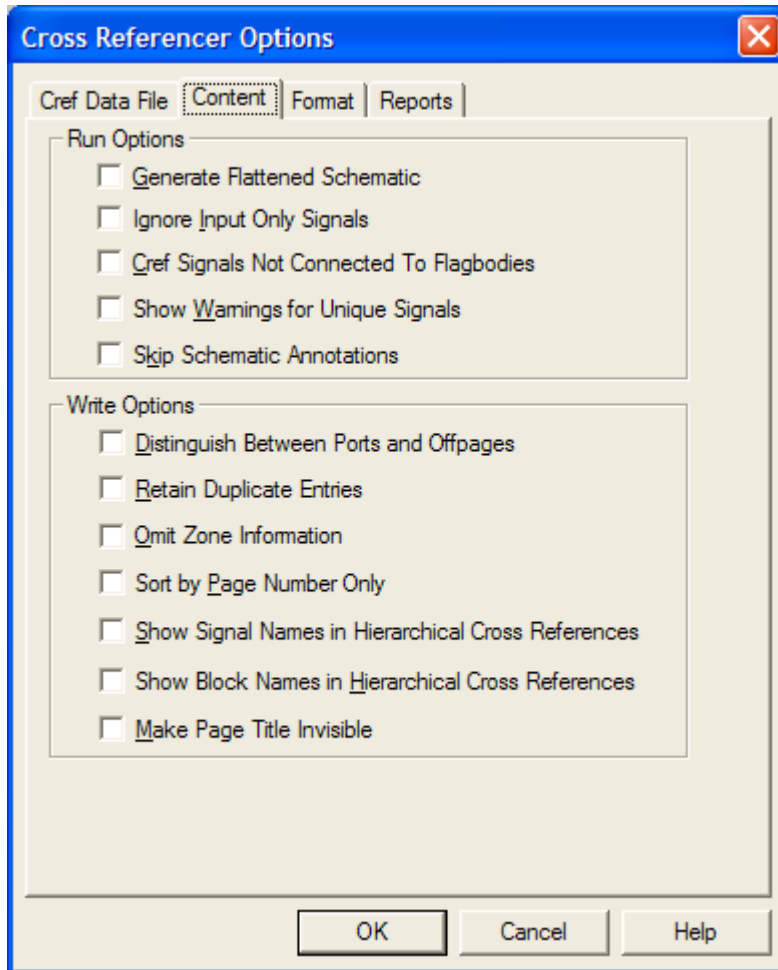 Cross Referencer Options
Cref Data File Content Format Reports
Run Options
Generate Flattened Schematic
Ignore Input Only Signals
Cref Signals Not Connected To Flagbodies
Show Warnings for Unique Signals
Skip Schematic Annotations
Write Options
Distinguish Between Ports and Offpages
Retain Duplicate Entries
Omit Zone Information
Sort by Page Number Only
Show Signal Names in Hierarchical Cross References
Show Block Names in Hierarchical Cross References
Make Page Title Invisible
OK Cancel Help